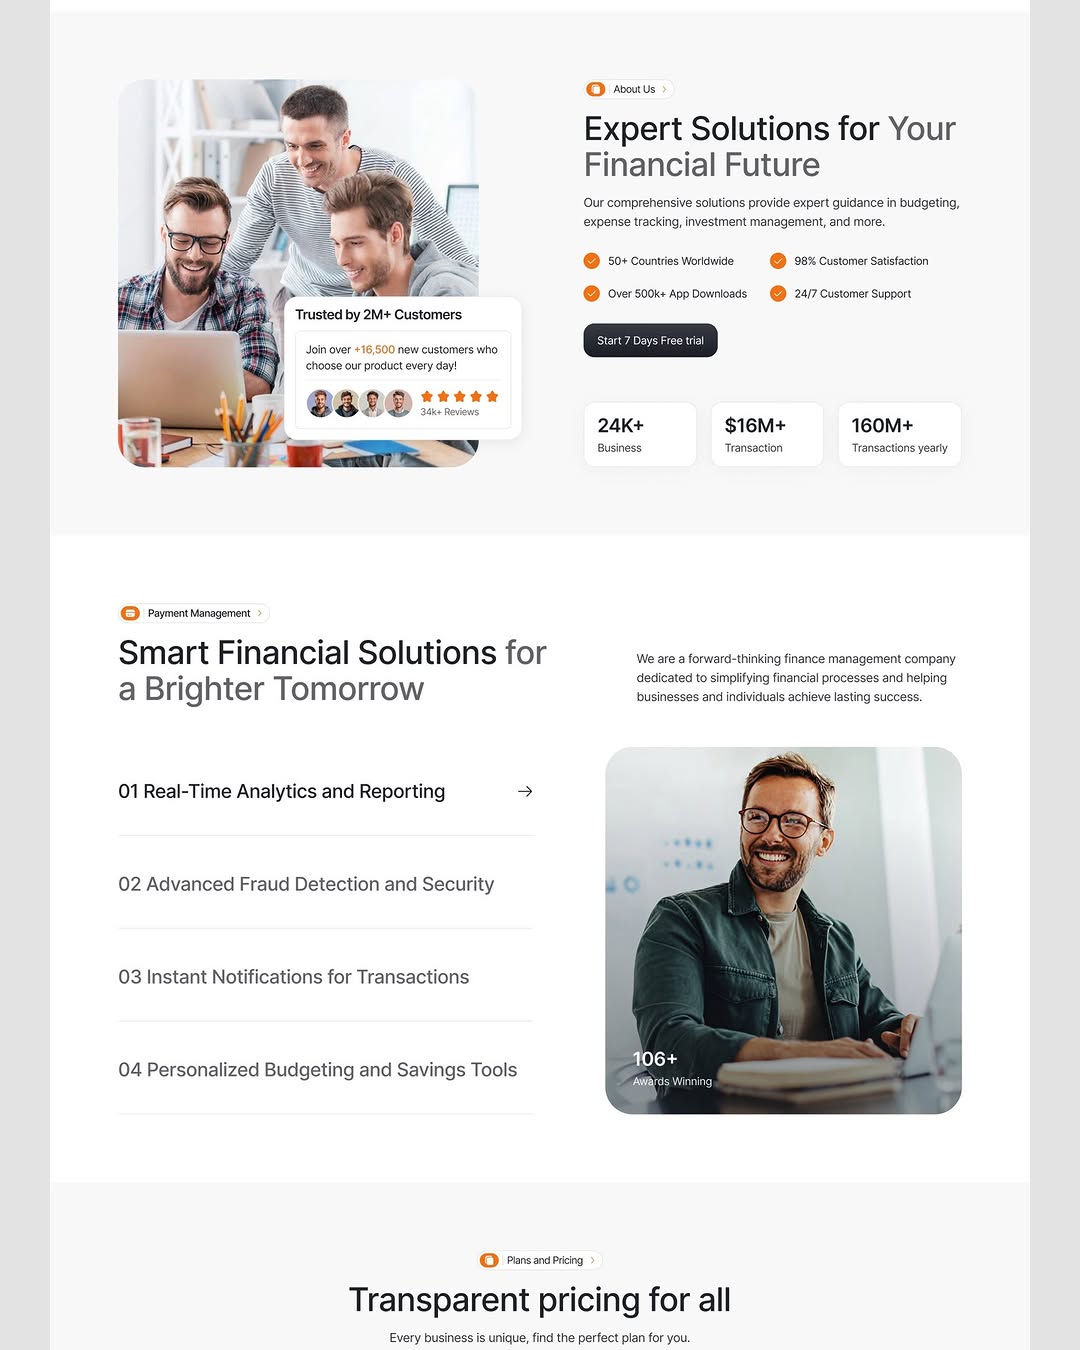 About Us
Expert Solutions for Your
Financial Future
Our comprehensive solutions provide expert guidance in budgeting,
expense tracking, investment management, and more.
50+ Countries Worldwide
98% Customer Satisfaction
Over 500k+ App Downloads
24/7 Customer Support
Start 7 Days Free trial
Trusted by 2M+ Customers
Join over +16,500 new customers who
choose our product every day!
34k+ Reviews
24K+
Business
$16M+
Transaction
160M+
Transactions yearly
Payment Management
Smart Financial Solutions for
a Brighter Tomorrow
We are a forward-thinking finance management company
dedicated to simplifying financial processes and helping
businesses and individuals achieve lasting success.
01 Real-Time Analytics and Reporting
02 Advanced Fraud Detection and Security
03 Instant Notifications for Transactions
04 Personalized Budgeting and Savings Tools
106+
Awards Winning
Plans and Pricing
Transparent pricing for all
Every business is unique, find the perfect plan for you.